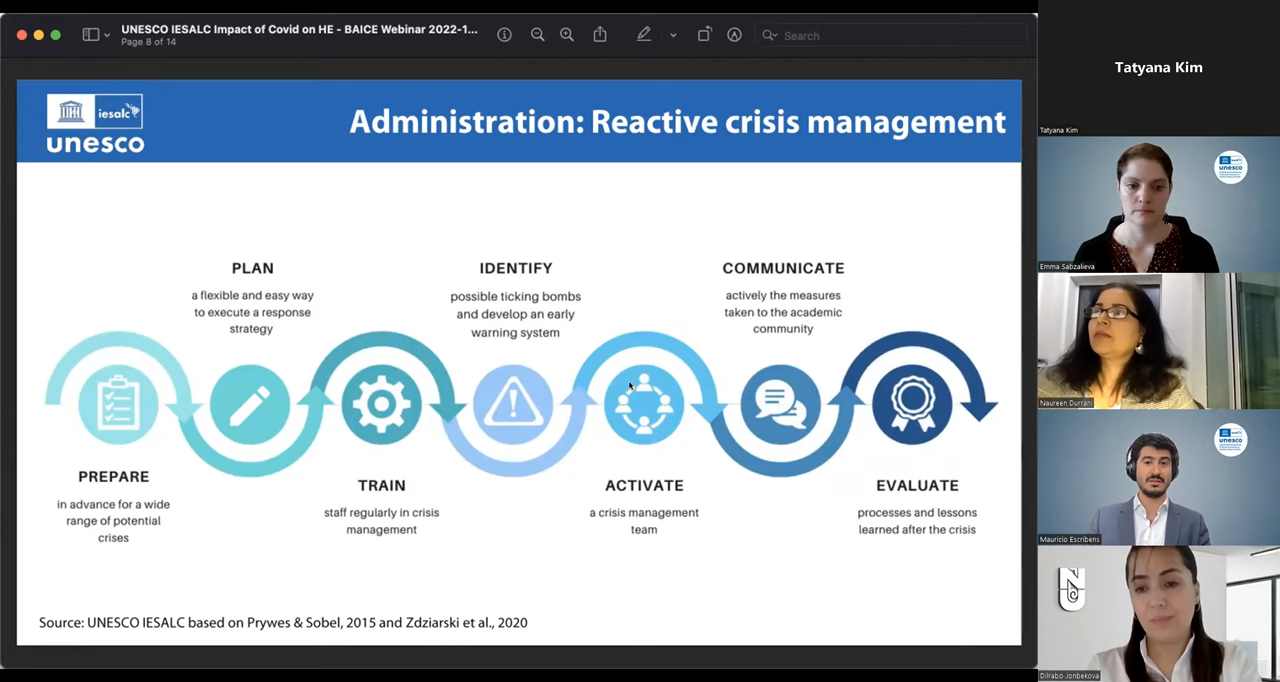 UNESCO IESALC Impact of Covid on HE - BAICE Webinar 2022-1...
Page 8 of 14
Search
iesalc
unesco
Administration: Reactive crisis management
PLAN
a flexible and easy way
to execute a response
strategy
IDENTIFY
possible ticking bombs
and develop an early
warning system
COMMUNICATE
actively the measures
taken to the academic
community
PREPARE
in advance for a wide
range of potential
crises
TRAIN
staff regularly in crisis
management
ACTIVATE
a crisis management
team
EVALUATE
processes and lessons
learned after the crisis
Source: UNESCO IESALC based on Prywes & Sobel, 2015 and Zdziarski et al., 2020
Tatyana Kim
Tatyana Kim
unesco
Emma Sabzalieva
Naureen Durrani
unesco
Mauricio Escribens
Dilrabo Jonbekova